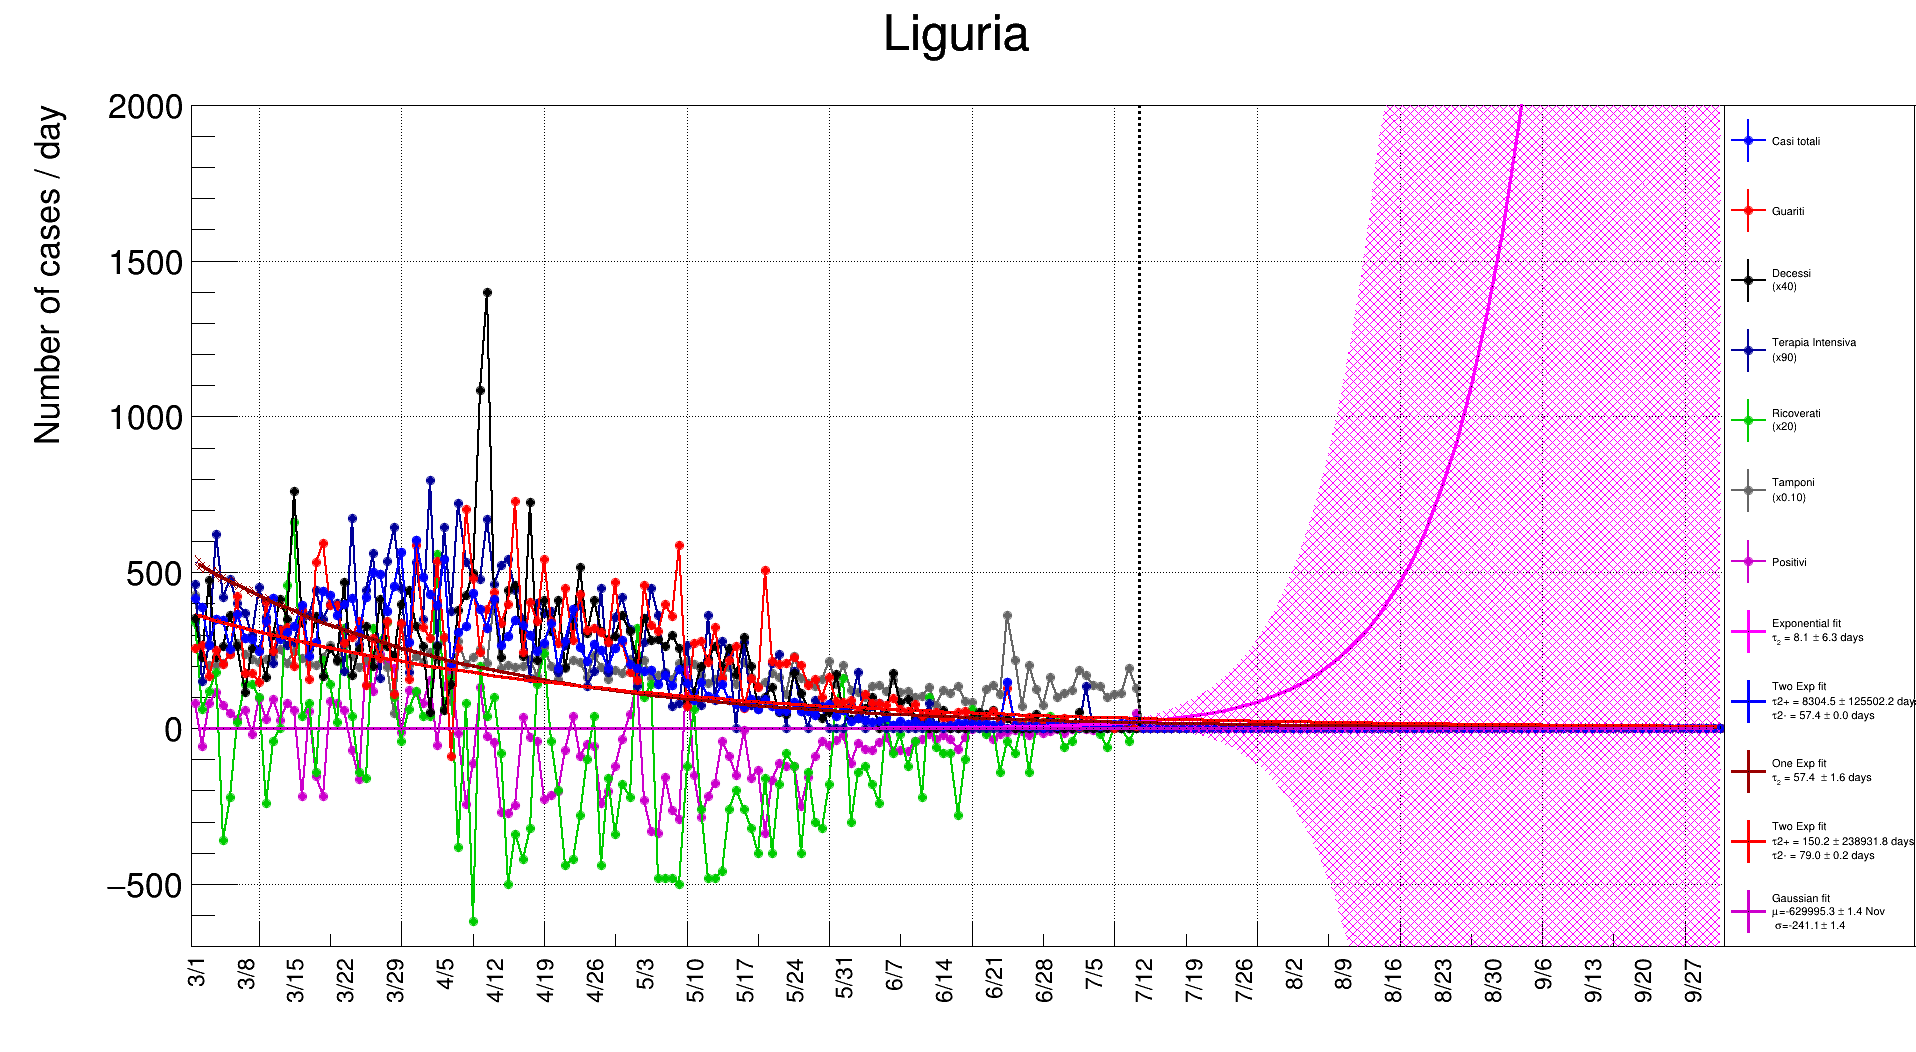 Liguria
Number of cases / day
2000
1500
1000
500
0
−500
3/1 3/8 3/15 3/22 3/29 4/5 4/12 4/19 4/26 5/3 5/10 5/17 5/24 5/31 6/7 6/14 6/21 6/28 7/5 7/12 7/19 7/26 8/2 8/9 8/16 8/23 8/30 9/6 9/13 9/20 9/27
Casi totali
Guariti
Decessi
(x40)
Terapia Intensiva
(x90)
Ricoverati
(x20)
Tamponi
(x0.10)
Positivi
Exponential fit
τ₂ = 8.1 ± 6.3 days
Two Exp fit
τ2+ = 8304.5 ± 125502.2 day
τ2- = 57.4 ± 0.0 days
One Exp fit
τ₂ = 57.4 ± 1.6 days
Two Exp fit
τ2+ = 150.2 ± 238931.8 days
τ2- = 79.0 ± 0.2 days
Gaussian fit
μ=-629995.3 ± 1.4 Nov
σ=-241.1 ± 1.4